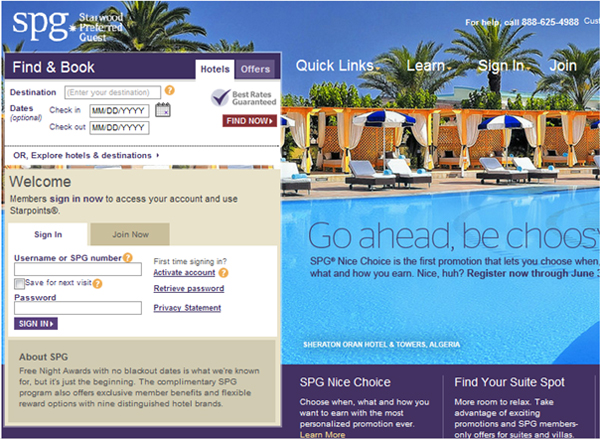 spg* Starwood
Preferred
Guest
For help, call 888-625-4988
Find & Book
Hotels
Offers
Quick Links
Learn
Sign In
Join
Destination
(Enter your destination)
?
Dates
(optional)
Check in
MM/DD/YYYY
Check out
MM/DD/YYYY
Best Rates
Guaranteed
FIND NOW
OR, Explore hotels & destinations
Welcome
Members sign in now to access your account and use
Starpoints®.
Sign In
Join Now
Username or SPG number ?
Save for next visit ?
Password
SIGN IN
First time signing in?
Activate account ?
Retrieve password
Privacy Statement
About SPG
Free Night Awards with no blackout dates is what we're known
for, but it's just the beginning. The complimentary SPG
program also offers exclusive member benefits and flexible
reward options with nine distinguished hotel brands.
Go ahead, be choosy
SPG® Nice Choice is the first promotion that lets you choose when,
what and how you earn. Nice, huh? Register now through June
SHERATON ORAN HOTEL & TOWERS, ALGERIA
SPG Nice Choice
Choose when, what and how you
want to earn with the most
personalized promotion ever.
Learn More
Find Your Suite Spot
More room to relax. Take
advantage of exciting
promotions and SPG members-
only offers for suites and villas.